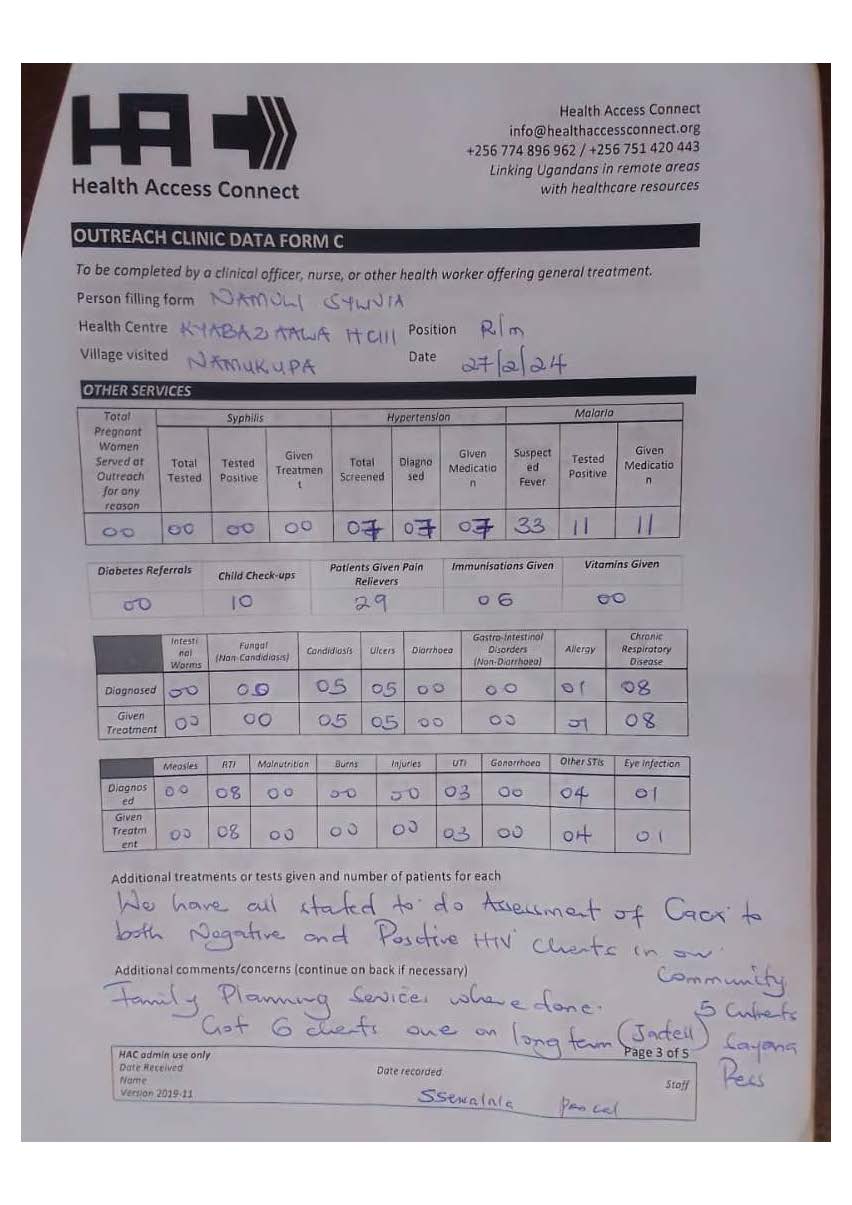 HA
Health Access Connect
Health Access Connect
info@healthaccessconnect.org
+256 774 896 962 / +256 751 420 443
Linking Ugandans in remote areas
with healthcare resources
OUTREACH CLINIC DATA FORM C
To be completed by a clinical officer, nurse, or other health worker offering general treatment.
Person filling form NAMULI SYLVIA
Health Centre KYABAZAAWA HCIII Position R/m
Village visited NAMUKUPA Date 27/2/24
OTHER SERVICES
Total Pregnant Women Served at Outreach for any reason Syphilis Hypertension Malaria
Total Tested Tested Positive Given Treatment Total Screened Diagnosed Given Medication Suspected Fever Tested Positive Given Medication
00 00 00 00 07 07 07 33 11 11
Diabetes Referrals Child Check-ups Patients Given Pain Relievers Immunisations Given Vitamins Given
00 10 29 06 00
Intestinal Worms Fungal (Non-Candidiasis) Candidiasis Ulcers Diarrhoea Gastro-Intestinal Disorders (Non-Diarrhoea) Allergy Chronic Respiratory Disease
Diagnosed 00 00 05 05 00 00 01 08
Given Treatment 00 00 05 05 00 00 01 08
Measles RTI Malnutrition Burns Injuries UTI Gonorrhoea Other STIs Eye Infection
Diagnosed 00 08 00 00 00 03 00 04 01
Given Treatment 00 08 00 00 00 03 00 04 01
Additional treatments or tests given and number of patients for each
We have all stated to do Assessment of Cacx to
both Negative and Positive HIV clients in our
Community
Additional comments/concerns (continue on back if necessary)
Family Planning Services where done.
Got 6 clients one on long term (Jadell) 5
Sayana
Press
Page 3 of 5
HAC admin use only
Date Received Date recorded
Name Staff
Version 2019-11
Ssewalala Pascal